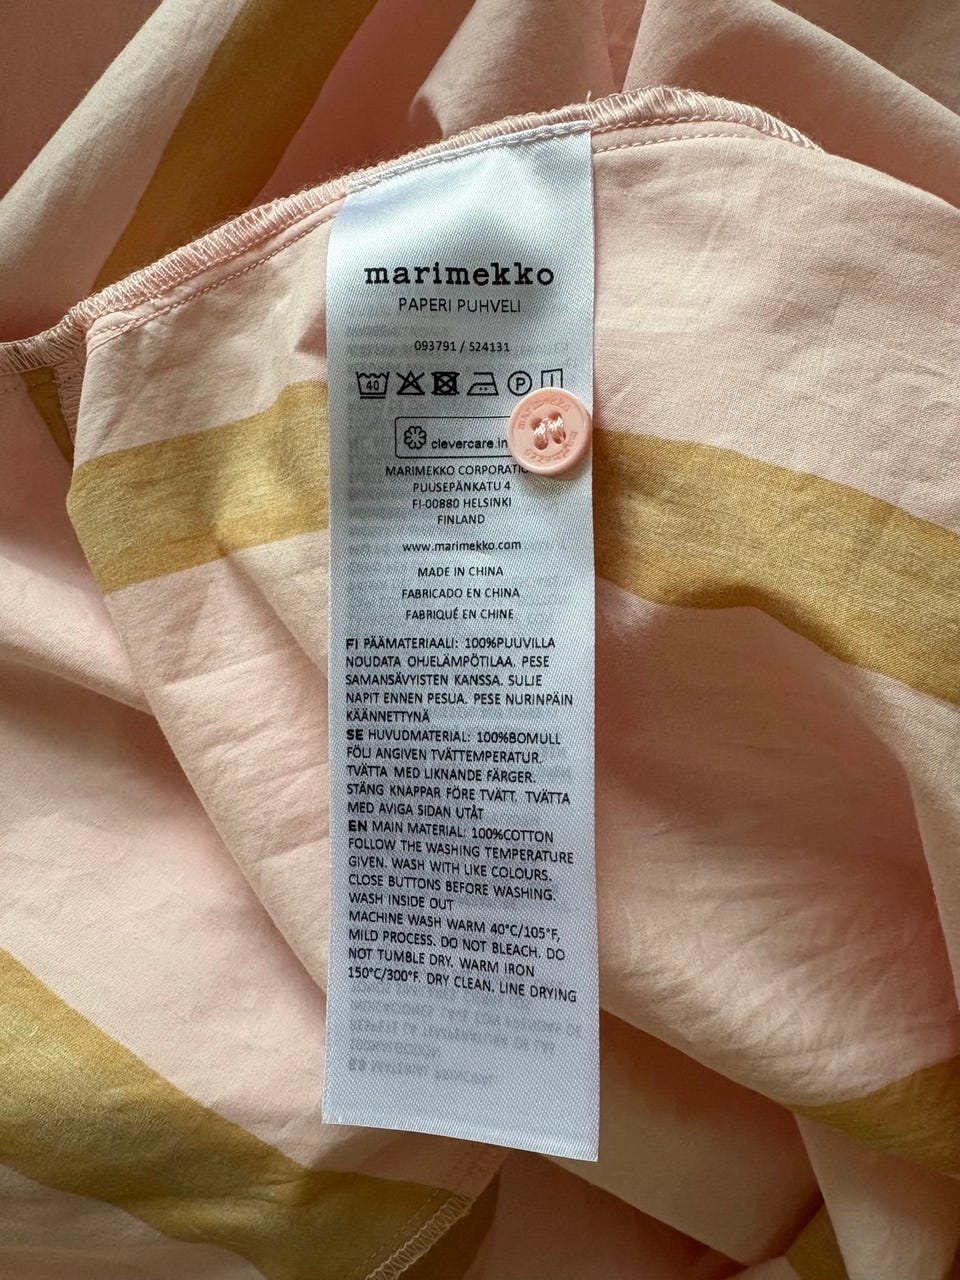 marimekko
PAPERI PUHVELI
093791 / 524131
40
P
clevercare.in
MARIMEKKO CORPORATIO
PUUSEPÄNKATU 4
FI-00880 HELSINKI
FINLAND
www.marimekko.com
MADE IN CHINA
FABRICADO EN CHINA
FABRIQUÉ EN CHINE
FI PÄÄMATERIAALI: 100%PUUVILLA
NOUDATA OHJELÄMPÖTILAA. PESE
SAMANSÄVYISTEN KANSSA. SULJE
NAPIT ENNEN PESUA. PESE NURINPÄIN
KÄÄNNETTYNÄ
SE HUVUDMATERIAL: 100%BOMULL
FÖLJ ANGIVEN TVÄTTEMPERATUR.
TVÄTTA MED LIKNANDE FÄRGER.
STÄNG KNAPPAR FÖRE TVÄTT. TVÄTTA
MED AVIGA SIDAN UTÅT
EN MAIN MATERIAL: 100%COTTON
FOLLOW THE WASHING TEMPERATURE
GIVEN. WASH WITH LIKE COLOURS.
CLOSE BUTTONS BEFORE WASHING.
WASH INSIDE OUT
MACHINE WASH WARM 40°C/105°F,
MILD PROCESS. DO NOT BLEACH. DO
NOT TUMBLE DRY. WARM IRON
150°C/300°F. DRY CLEAN. LINE DRYING
marimekko
marimekko